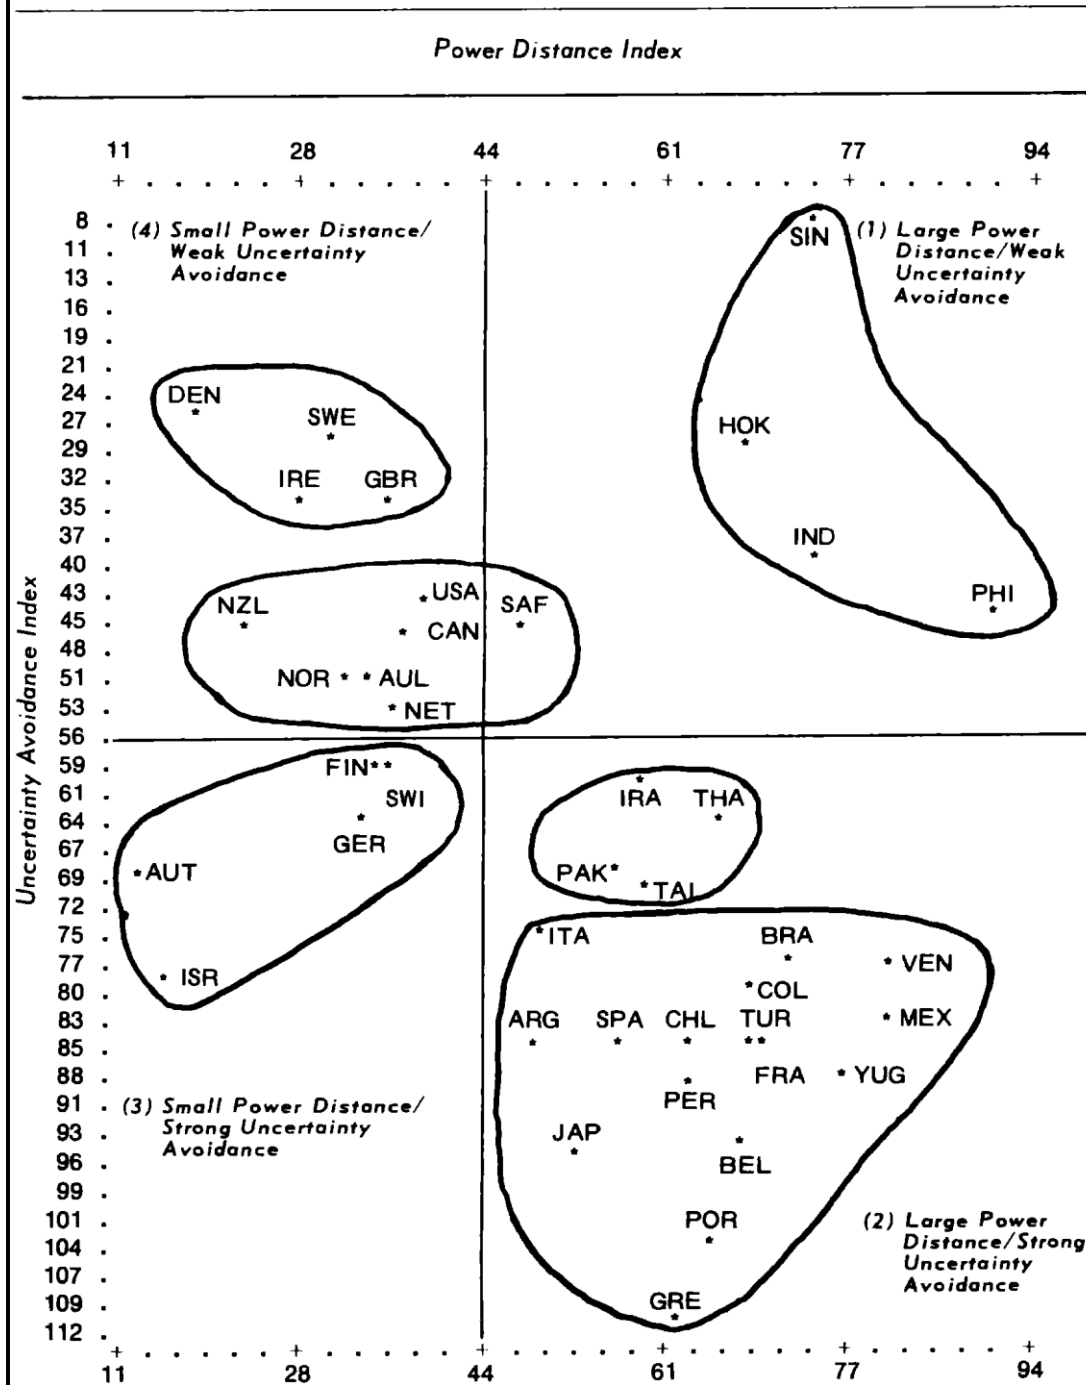 Power Distance Index
11 28 44 61 77 94
8
11
13
16
19
21
24
27
29
32
35
37
40
43
45
48
51
53
56
59
61
64
67
69
72
75
77
80
83
85
88
91
93
96
99
101
104
107
109
112
Uncertainty Avoidance Index
(4) Small Power Distance/
Weak Uncertainty
Avoidance
(1) Large Power
Distance/Weak
Uncertainty
Avoidance
SIN
DEN
SWE
HOK
IRE GBR
IND
PHI
NZL
USA
SAF
CAN
NOR
AUL
NET
FIN
SWI
GER
AUT
ISR
IRA THA
PAK
TAI
ITA
BRA
VEN
COL
ARG SPA CHL TUR
MEX
FRA
YUG
PER
JAP
BEL
POR
GRE
(3) Small Power Distance/
Strong Uncertainty
Avoidance
(2) Large Power
Distance/Strong
Uncertainty
Avoidance
11 28 44 61 77 94